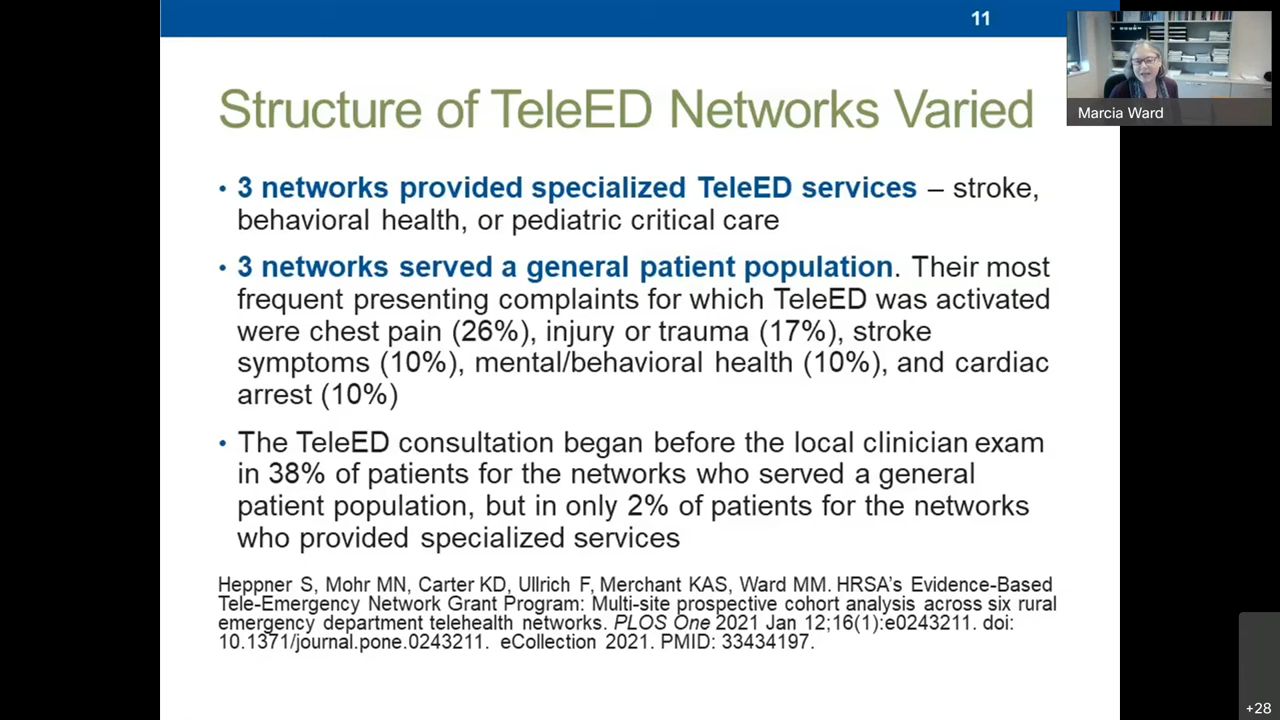 11
Marcia Ward
Structure of TeleED Networks Varied
• 3 networks provided specialized TeleED services – stroke,
behavioral health, or pediatric critical care
• 3 networks served a general patient population. Their most
frequent presenting complaints for which TeleED was activated
were chest pain (26%), injury or trauma (17%), stroke
symptoms (10%), mental/behavioral health (10%), and cardiac
arrest (10%)
• The TeleED consultation began before the local clinician exam
in 38% of patients for the networks who served a general
patient population, but in only 2% of patients for the networks
who provided specialized services
Heppner S, Mohr MN, Carter KD, Ullrich F, Merchant KAS, Ward MM. HRSA's Evidence-Based
Tele-Emergency Network Grant Program: Multi-site prospective cohort analysis across six rural
emergency department telehealth networks. PLOS One 2021 Jan 12;16(1):e0243211. doi:
10.1371/journal.pone.0243211. eCollection 2021. PMID: 33434197.
+28